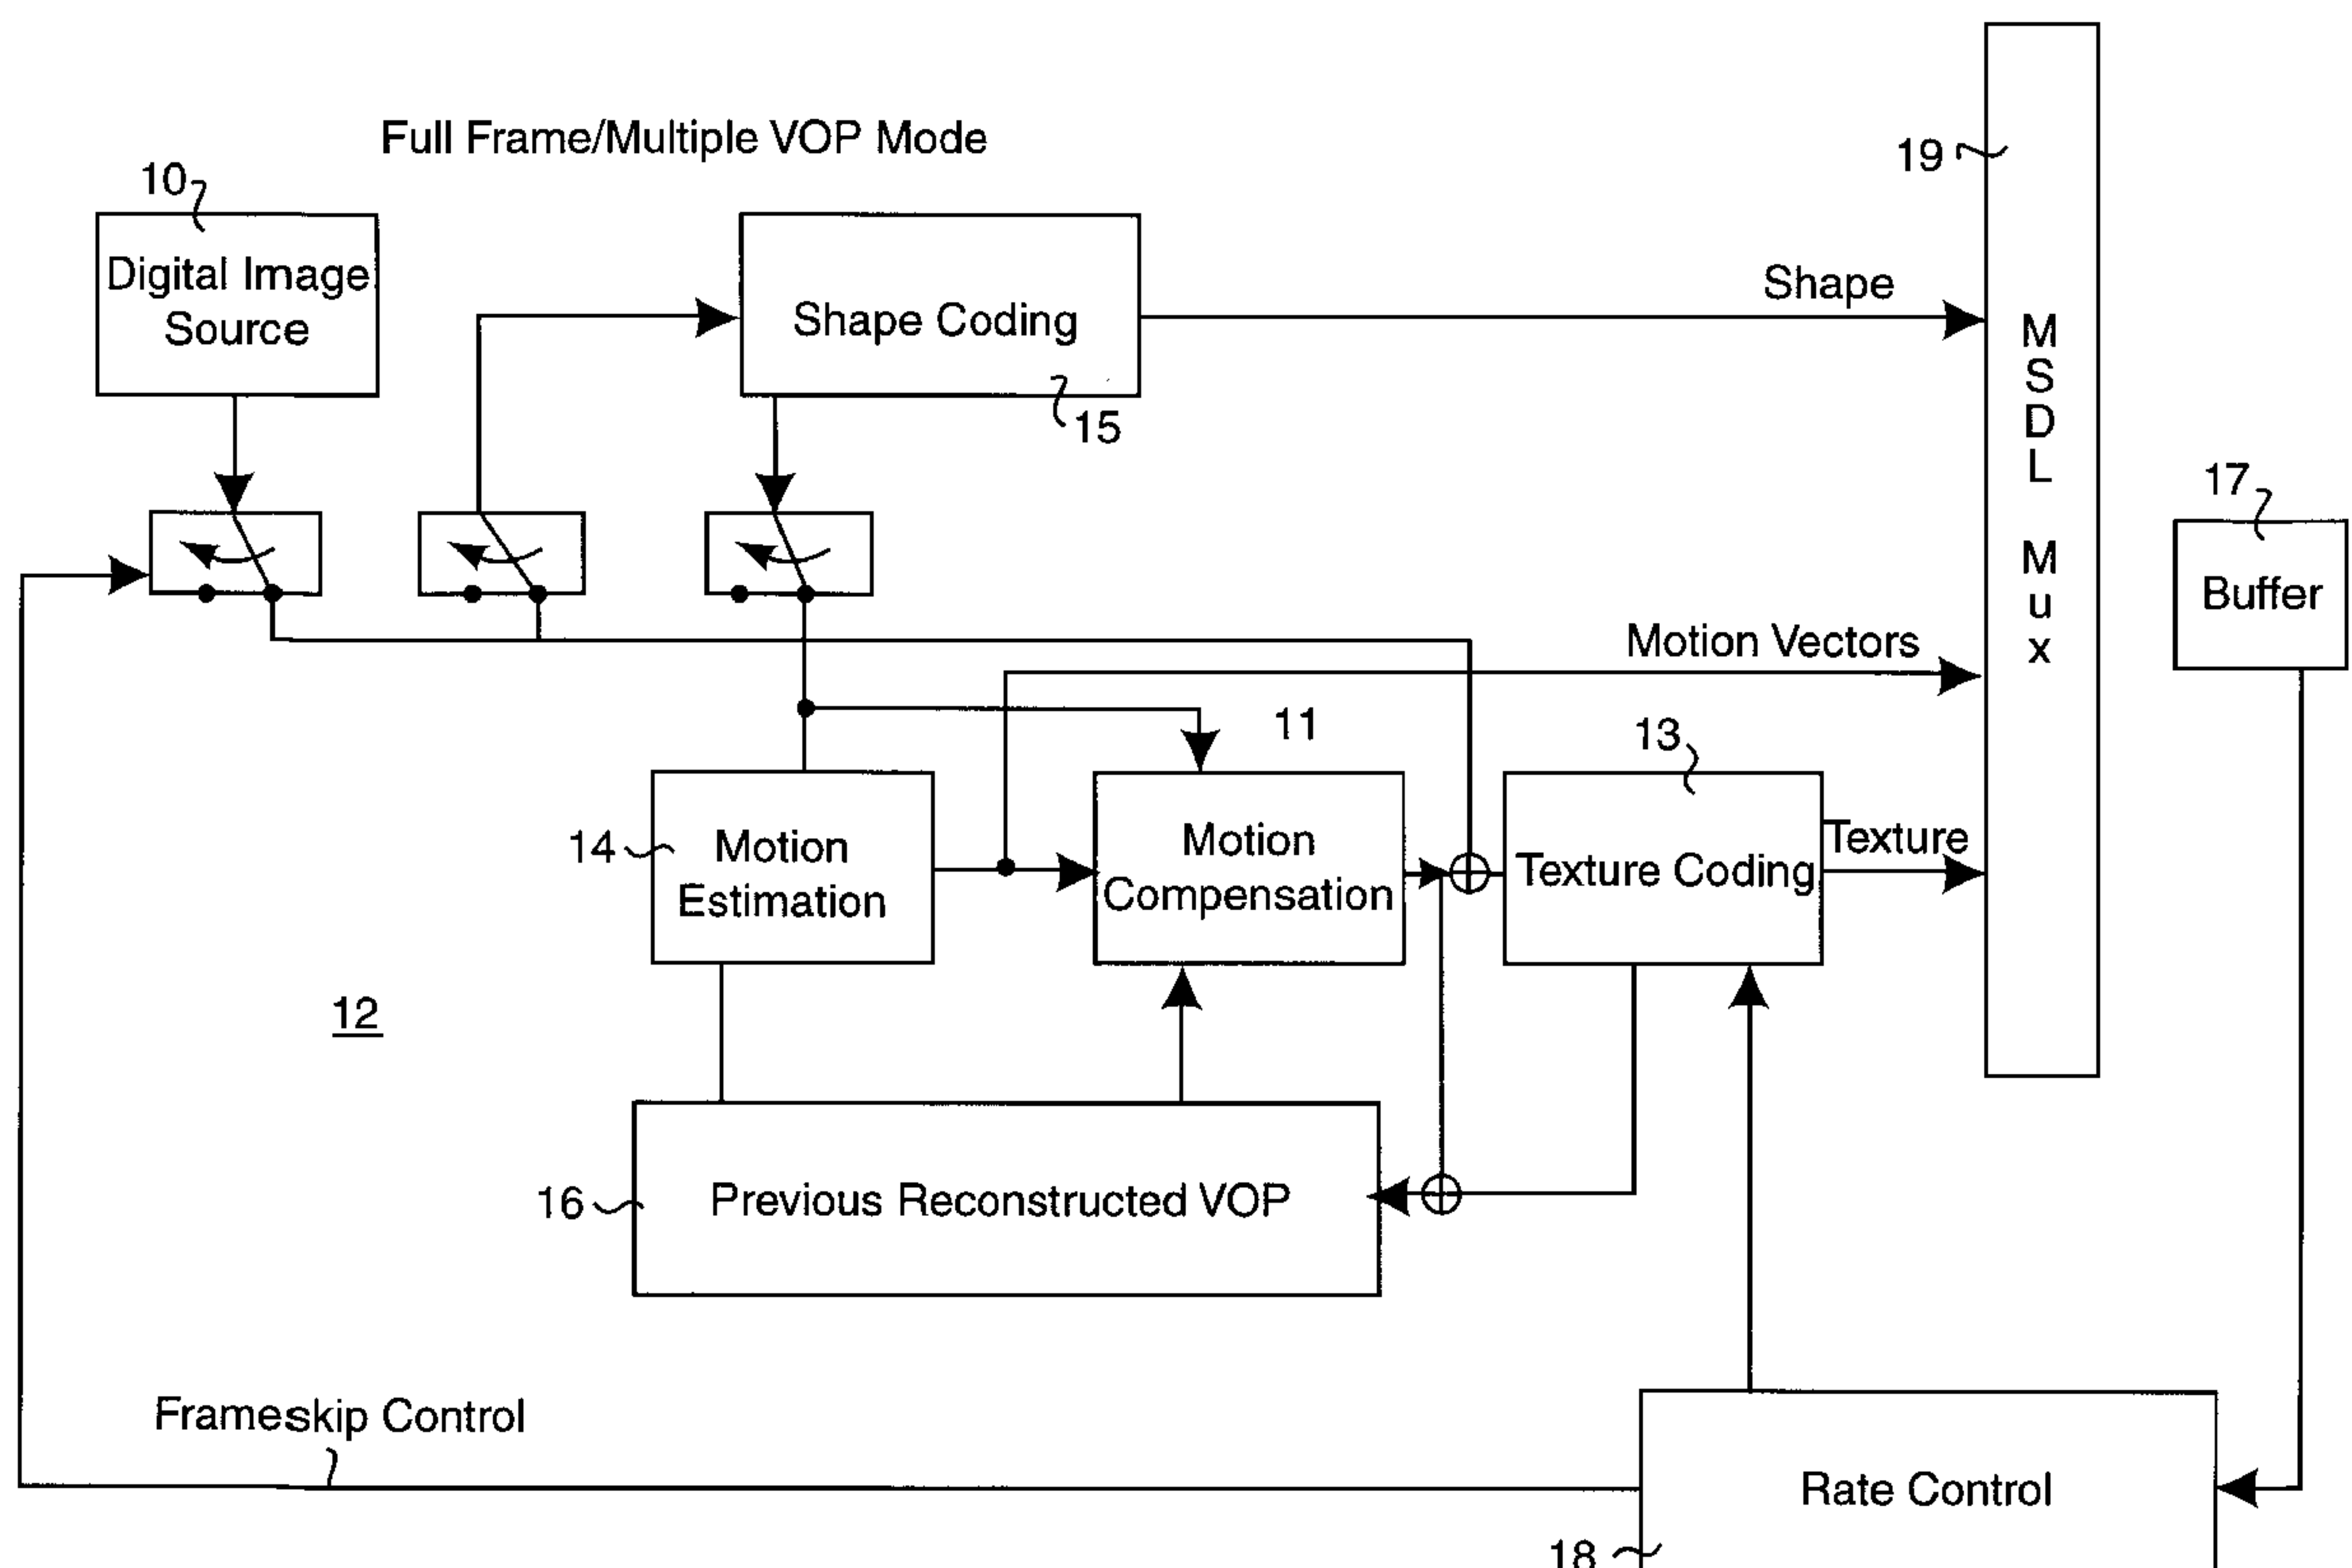 Full Frame/Multiple VOP Mode
10
Digital Image
Source
Shape Coding
15
Shape
19
M
S
D
L
M
u
x
17
Buffer
Motion Vectors
11
13
14
Motion
Estimation
Motion
Compensation
Texture Coding
Texture
12
16
Previous Reconstructed VOP
Frameskip Control
Rate Control
18